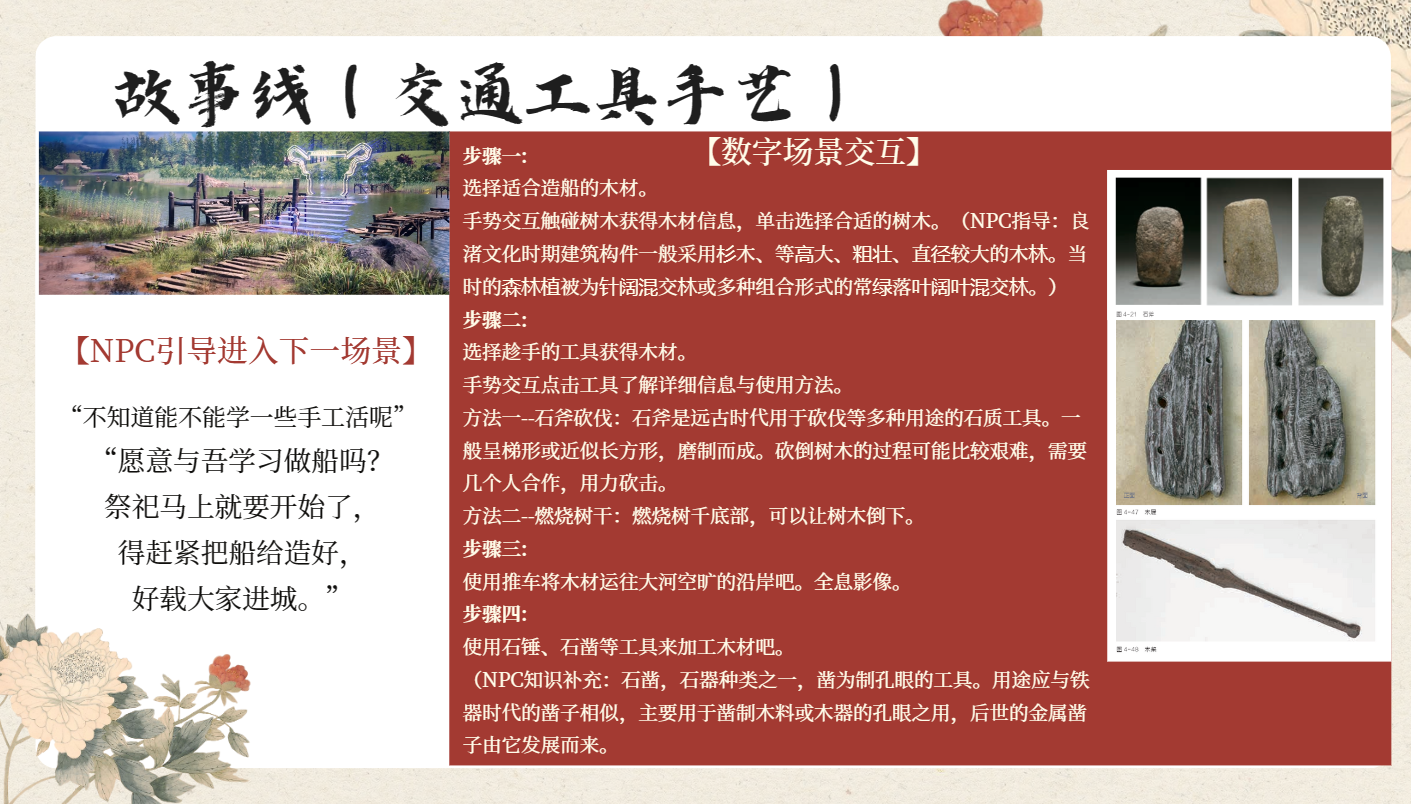 故事线丨交通工具手艺丨
【NPC引导进入下一场景】
“不知道能不能学一些手工活呢”
“愿意与吾学习做船吗？
祭祀马上就要开始了，
得赶紧把船给造好，
好载大家进城。”
【数字场景交互】
步骤一:
选择适合造船的木材。
手势交互触碰树木获得木材信息，单击选择合适的树木。（NPC指导：良
渚文化时期建筑构件一般采用杉木、等高大、粗壮、直径较大的木林。当
时的森林植被为针阔混交林或多种组合形式的常绿落叶阔叶混交林。）
步骤二:
选择趁手的工具获得木材。
手势交互点击工具了解详细信息与使用方法。
方法一--石斧砍伐：石斧是远古时代用于砍伐等多种用途的石质工具。一
般呈梯形或近似长方形，磨制而成。砍倒树木的过程可能比较艰难，需要
几个人合作，用力砍击。
方法二--燃烧树干：燃烧树千底部，可以让树木倒下。
步骤三:
使用推车将木材运往大河空旷的沿岸吧。全息影像。
步骤四:
使用石锤、石凿等工具来加工木材吧。
（NPC知识补充：石凿，石器种类之一，凿为制孔眼的工具。用途应与铁
器时代的凿子相似，主要用于凿制木料或木器的孔眼之用，后世的金属凿
子由它发展而来。
图4-21 石斧
图4-47 木屐
图4-48 木桨